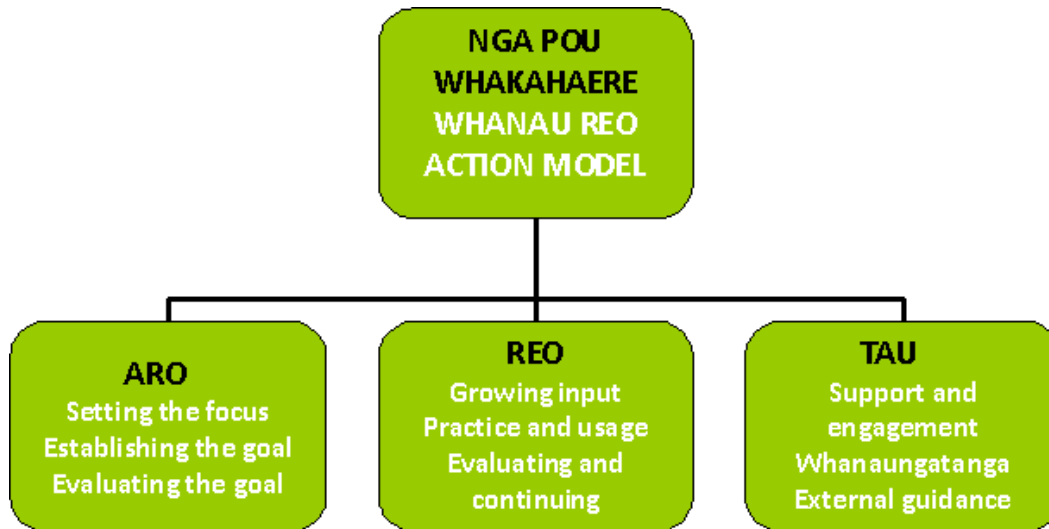 NGA POU
WHAKAHAERE
WHANAU REO
ACTION MODEL
ARO
Setting the focus
Establishing the goal
Evaluating the goal
REO
Growing input
Practice and usage
Evaluating and
continuing
TAU
Support and
engagement
Whanaungatanga
External guidance